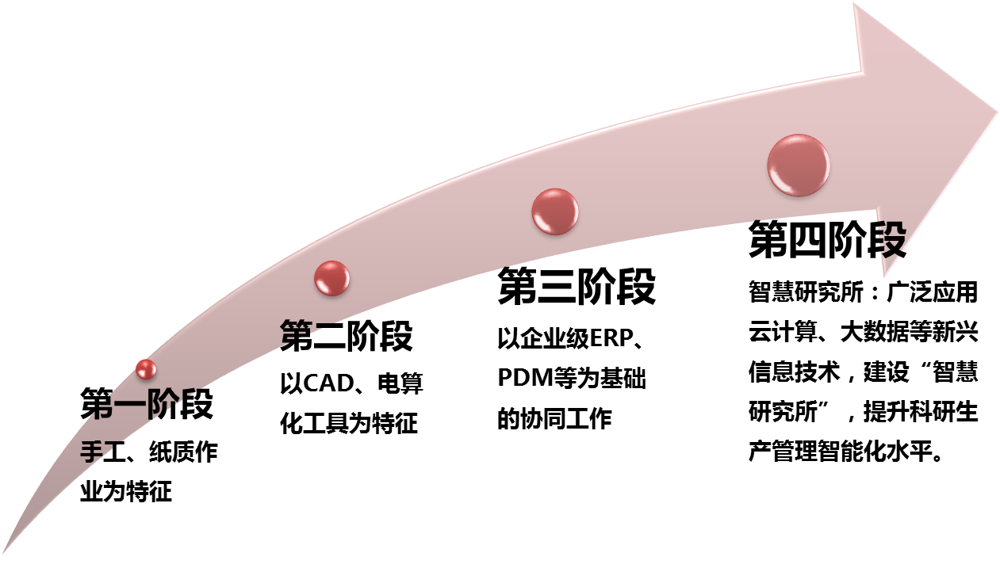 第一阶段
手工、纸质作
业为特征
第二阶段
以CAD、电算
化工具为特征
第三阶段
以企业级ERP、
PDM等为基础
的协同工作
第四阶段
智慧研究所：广泛应用
云计算、大数据等新兴
信息技术，建设“智慧
研究所”，提升科研生
产管理智能化水平。